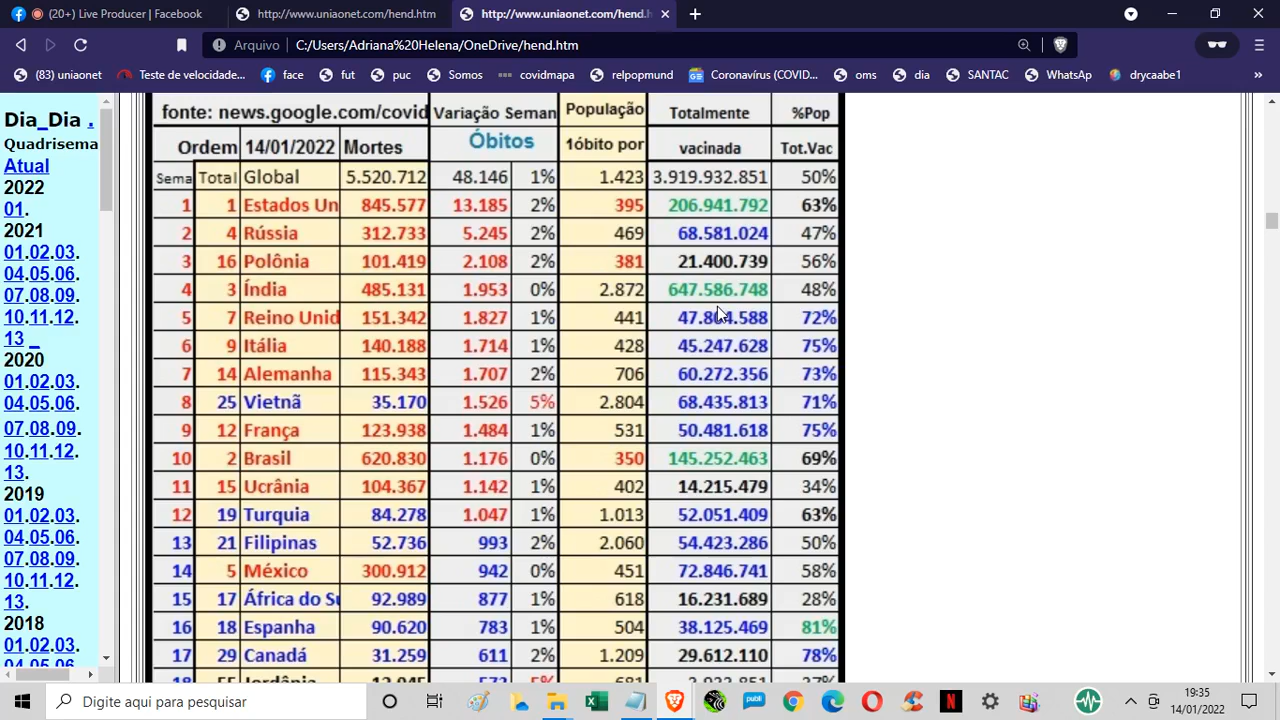 (20+) Live Producer | Facebook
http://www.uniaonet.com/hend.htm
http://www.uniaonet.com/hend.h
Arquivo
C:/Users/Adriana%20Helena/OneDrive/hend.htm
(83) uniaonet
Teste de velocidade...
face
fut
puc
Somos
covidmapa
relpopmund
Coronavírus (COVID...
oms
dia
SANTAC
WhatsApp
drycaabe1
»
Dia_Dia .
Quadrisema
Atual
2022
01.
2021
01.02.03.
04.05.06.
07.08.09.
10.11.12.
13 _
2020
01.02.03.
04.05.06.
07.08.09.
10.11.12.
13.
2019
01.02.03.
04.05.06.
07.08.09.
10.11.12.
13.
2018
01.02.03.
04.05.06
fonte: news.google.com/covid Variação Seman População Totalmente %Pop
Ordem 14/01/2022 Mortes Óbitos 1óbito por vacinada Tot.Vac
Sema Total Global 5.520.712 48.146 1% 1.423 3.919.932.851 50%
1 1 Estados Un 845.577 13.185 2% 395 206.941.792 63%
2 4 Rússia 312.733 5.245 2% 469 68.581.024 47%
3 16 Polônia 101.419 2.108 2% 381 21.400.739 56%
4 3 Índia 485.131 1.953 0% 2.872 647.586.748 48%
5 7 Reino Unid 151.342 1.827 1% 441 72%
6 9 Itália 140.188 1.714 1% 428 45.247.628 75%
7 14 Alemanha 115.343 1.707 2% 706 60.272.356 73%
8 25 Vietnã 35.170 1.526 5% 2.804 68.435.813 71%
9 12 França 123.938 1.484 1% 531 50.481.618 75%
10 2 Brasil 620.830 1.176 0% 350 145.252.463 69%
11 15 Ucrânia 104.367 1.142 1% 402 14.215.479 34%
12 19 Turquia 84.278 1.047 1% 1.013 52.051.409 63%
13 21 Filipinas 52.736 993 2% 2.060 54.423.286 50%
14 5 México 300.912 942 0% 451 72.846.741 58%
15 17 África do Su 92.989 877 1% 618 16.231.689 28%
16 18 Espanha 90.620 783 1% 504 38.125.469 81%
17 29 Canadá 31.259 611 2% 1.209 29.612.110 78%
Digite aqui para pesquisar
publi
19:35
14/01/2022